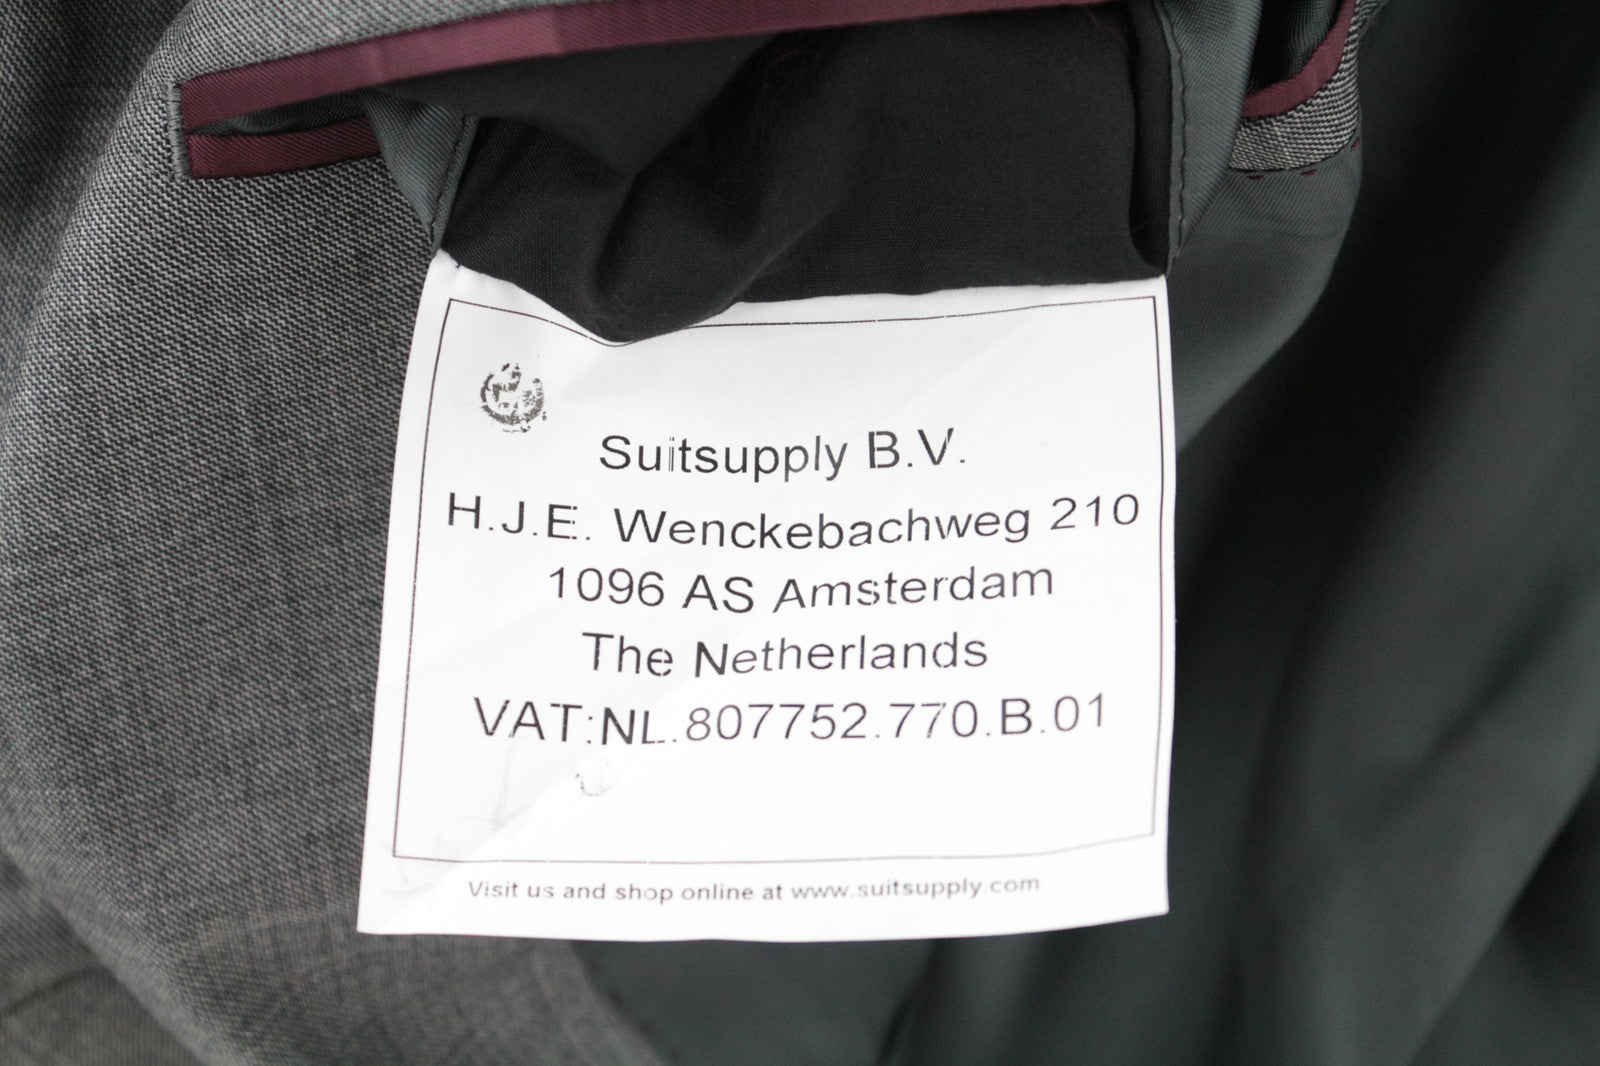 Suitsupply B.V.
H.J.E. Wenckebachweg 210
1096 AS Amsterdam
The Netherlands
VAT:NL.807752.770.B.01
Visit us and shop online at www.suitsupply.com